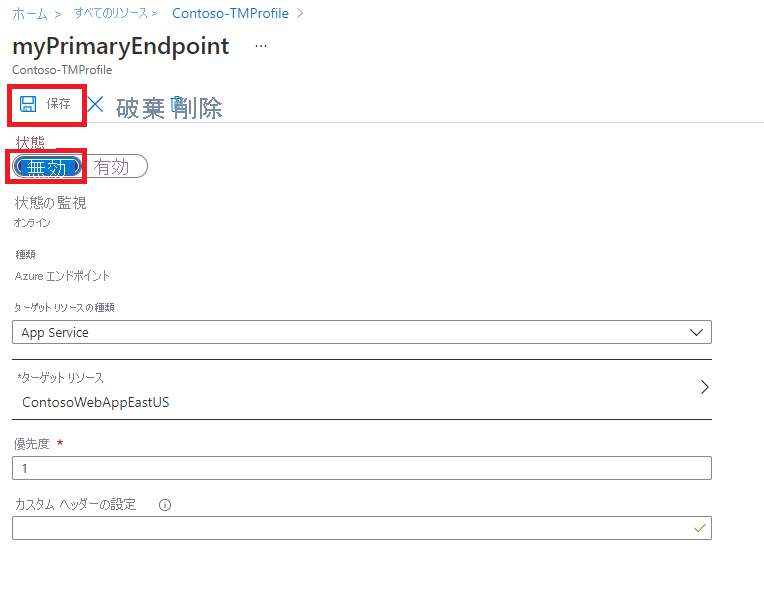 ホーム > すべてのリソース > Contoso-TMProfile >
myPrimaryEndpoint ...
Contoso-TMProfile
保存 破棄 削除
状態
無効 有効
状態の監視
オンライン
種類
Azure エンドポイント
ターゲット リソースの種類
App Service
*ターゲット リソース
ContosoWebAppEastUS
優先度 *
1
カスタム ヘッダーの設定